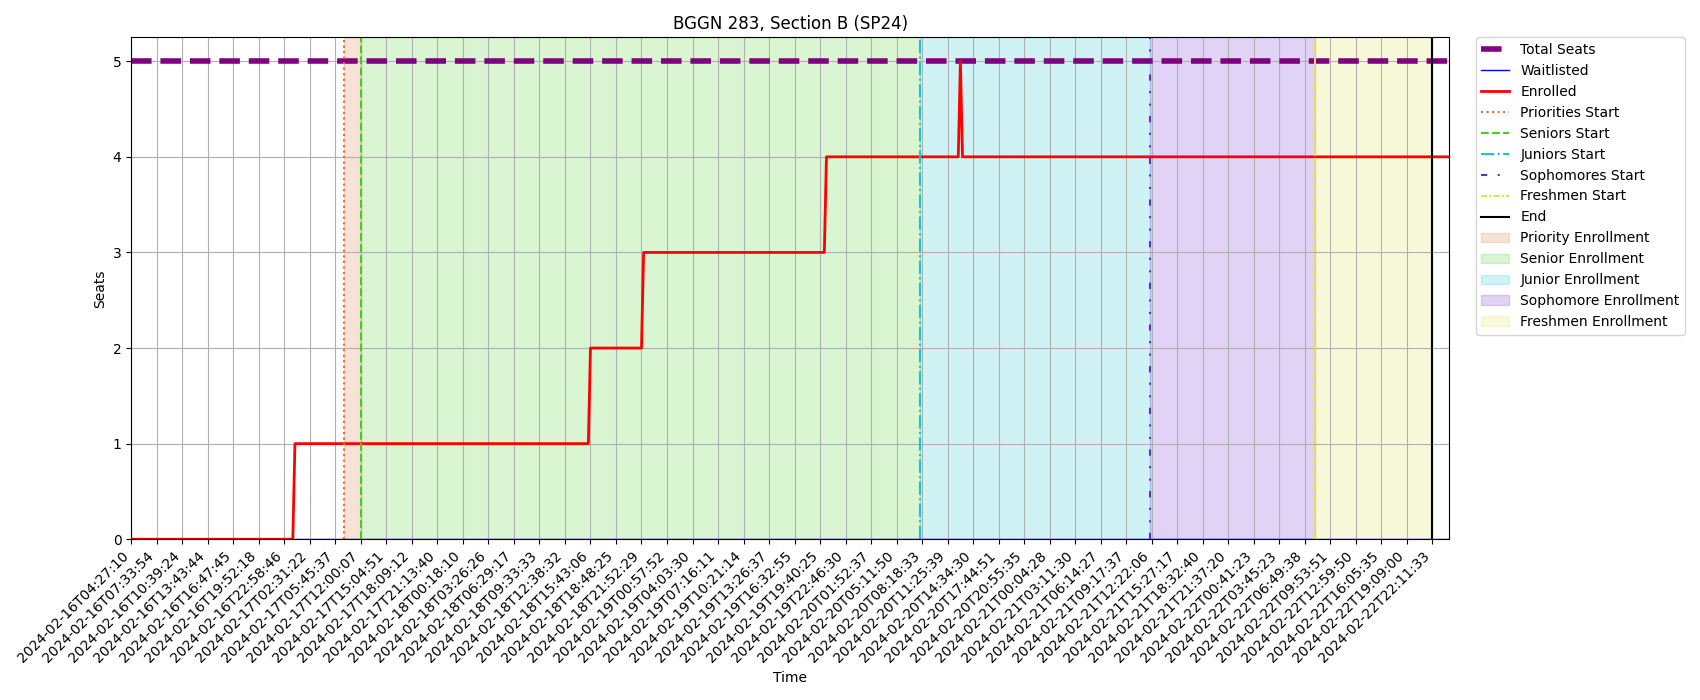 BGGN 283, Section B (SP24)
Seats
5
4
3
2
1
0
2024-02-16T04:27:10
2024-02-16T07:33:54
2024-02-16T10:39:24
2024-02-16T13:43:44
2024-02-16T16:47:45
2024-02-16T19:52:18
2024-02-16T22:58:46
2024-02-17T02:31:22
2024-02-17T05:45:37
2024-02-17T12:00:07
2024-02-17T15:04:51
2024-02-17T18:09:12
2024-02-17T21:13:40
2024-02-18T00:18:10
2024-02-18T03:26:26
2024-02-18T06:29:17
2024-02-18T09:33:33
2024-02-18T12:38:32
2024-02-18T15:43:06
2024-02-18T18:48:25
2024-02-18T21:52:29
2024-02-19T00:57:52
2024-02-19T04:03:30
2024-02-19T07:16:11
2024-02-19T10:21:14
2024-02-19T13:26:37
2024-02-19T16:32:55
2024-02-19T19:40:25
2024-02-19T22:46:30
2024-02-20T01:52:37
2024-02-20T05:11:50
2024-02-20T08:18:33
2024-02-20T11:25:39
2024-02-20T14:34:30
2024-02-20T17:44:51
2024-02-20T20:55:35
2024-02-21T00:04:28
2024-02-21T03:11:30
2024-02-21T06:14:27
2024-02-21T09:17:37
2024-02-21T12:22:06
2024-02-21T15:27:17
2024-02-21T18:32:40
2024-02-21T21:37:20
2024-02-22T00:41:23
2024-02-22T03:45:23
2024-02-22T06:49:38
2024-02-22T09:53:51
2024-02-22T12:59:50
2024-02-22T16:05:35
2024-02-22T19:09:00
2024-02-22T22:11:33
Time
Total Seats
Waitlisted
Enrolled
Priorities Start
Seniors Start
Juniors Start
Sophomores Start
Freshmen Start
End
Priority Enrollment
Senior Enrollment
Junior Enrollment
Sophomore Enrollment
Freshmen Enrollment